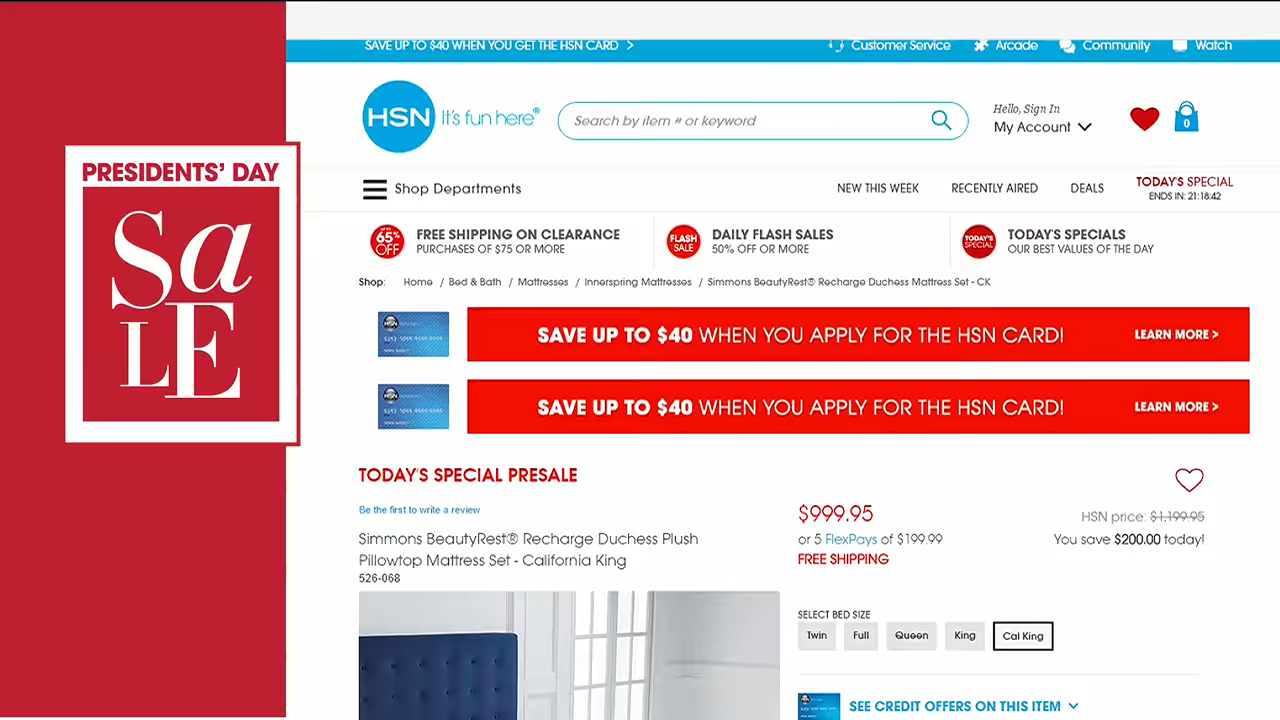 SAVE UP TO $40 WHEN YOU GET THE HSN CARD >
Customer Service
Arcade
Community
Watch
HSN It's fun here®
Search by item # or keyword
Hello, Sign In
My Account
0
PRESIDENTS' DAY
SaLE
Shop Departments
NEW THIS WEEK
RECENTLY AIRED
DEALS
TODAY'S SPECIAL
ENDS IN: 21:18:42
65% OFF
FREE SHIPPING ON CLEARANCE
PURCHASES OF $75 OR MORE
FLASH SALE
DAILY FLASH SALES
50% OFF OR MORE
TODAY'S SPECIAL
TODAY'S SPECIALS
OUR BEST VALUES OF THE DAY
Shop: Home / Bed & Bath / Mattresses / Innerspring Mattresses / Simmons BeautyRest® Recharge Duchess Mattress Set - CK
HSN
SAVE UP TO $40 WHEN YOU APPLY FOR THE HSN CARD! LEARN MORE >
HSN
SAVE UP TO $40 WHEN YOU APPLY FOR THE HSN CARD! LEARN MORE >
TODAY'S SPECIAL PRESALE
Be the first to write a review
Simmons BeautyRest® Recharge Duchess Plush
Pillowtop Mattress Set - California King
526-068
$999.95
HSN price: $1,199.95
or 5 FlexPays of $199.99
You save $200.00 today!
FREE SHIPPING
SELECT BED SIZE
Twin
Full
Queen
King
Cal King
SEE CREDIT OFFERS ON THIS ITEM